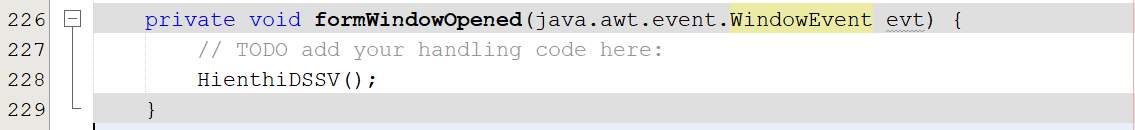 226 private void formWindowOpened(java.awt.event.WindowEvent evt) {
227 // TODO add your handling code here:
228 HienthiDSSV();
229 }